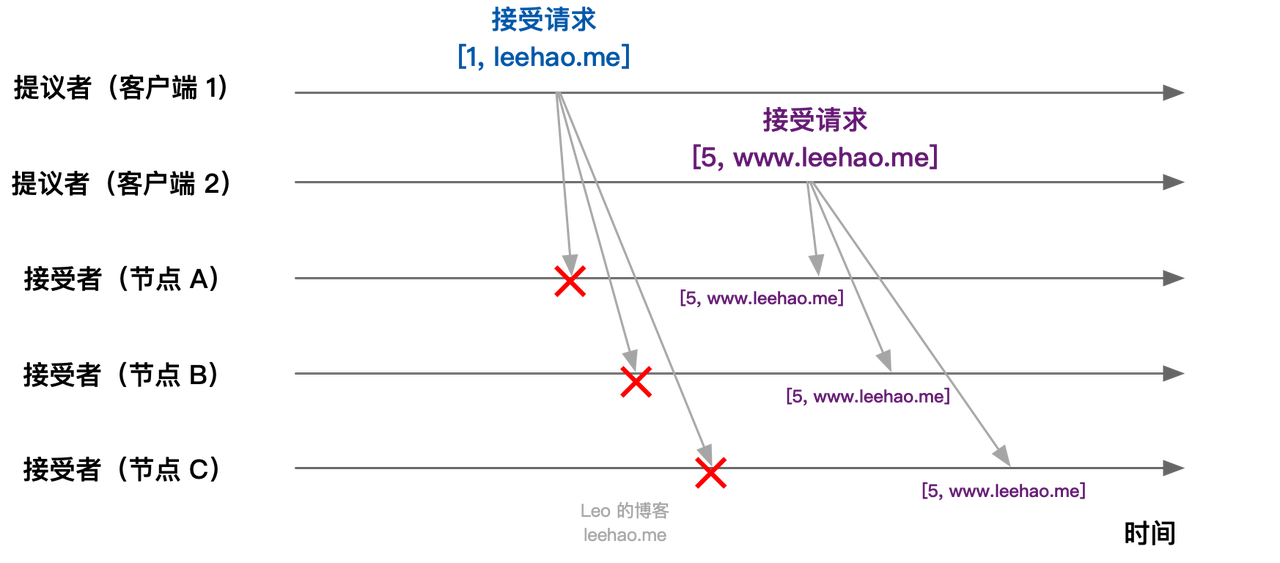 接受请求
[1, leehao.me]
提议者（客户端 1）
接受请求
[5, www.leehao.me]
提议者（客户端 2）
接受者（节点 A）
[5, www.leehao.me]
接受者（节点 B）
[5, www.leehao.me]
接受者（节点 C）
[5, www.leehao.me]
Leo 的博客
leehao.me
时间